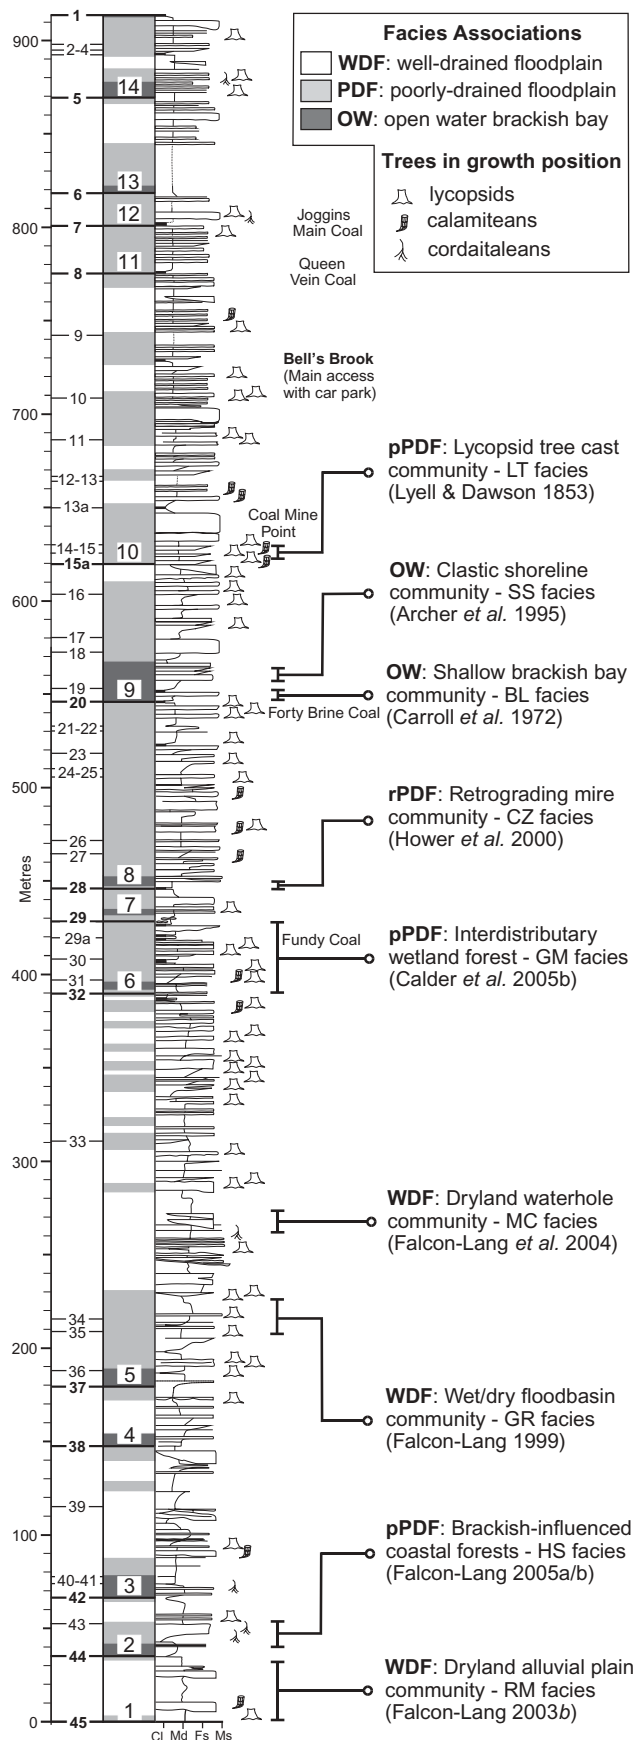 Facies Associations
WDF: well-drained floodplain
PDF: poorly-drained floodplain
OW: open water brackish bay
Trees in growth position
lycopsids
calamiteans
cordaitaleans
1
900
2-4
14
5
13
6
800
12
7
Joggins
Main Coal
11
8
Queen
Vein Coal
9
Bell's Brook
(Main access
with car park)
10
700
11
pPDF: Lycopsid tree cast
community - LT facies
(Lyell & Dawson 1853)
12-13
13a
Coal Mine
Point
14-15
10
15a
OW: Clastic shoreline
community - SS facies
(Archer et al. 1995)
16
600
17
18
OW: Shallow brackish bay
community - BL facies
(Carroll et al. 1972)
19
9
20
Forty Brine Coal
21-22
23
24-25
500
rPDF: Retrograding mire
community - CZ facies
(Hower et al. 2000)
26
27
Metres
8
28
7
29
29a
Fundy Coal
pPDF: Interdistributary
wetland forest - GM facies
(Calder et al. 2005b)
30
400
31
6
32
33
300
WDF: Dryland waterhole
community - MC facies
(Falcon-Lang et al. 2004)
34
35
200
36
5
37
WDF: Wet/dry floodbasin
community - GR facies
(Falcon-Lang 1999)
4
38
39
100
pPDF: Brackish-influenced
coastal forests - HS facies
(Falcon-Lang 2005a/b)
40-41
3
42
43
2
44
WDF: Dryland alluvial plain
community - RM facies
(Falcon-Lang 2003b)
1
0
45
Cl Md Fs Ms